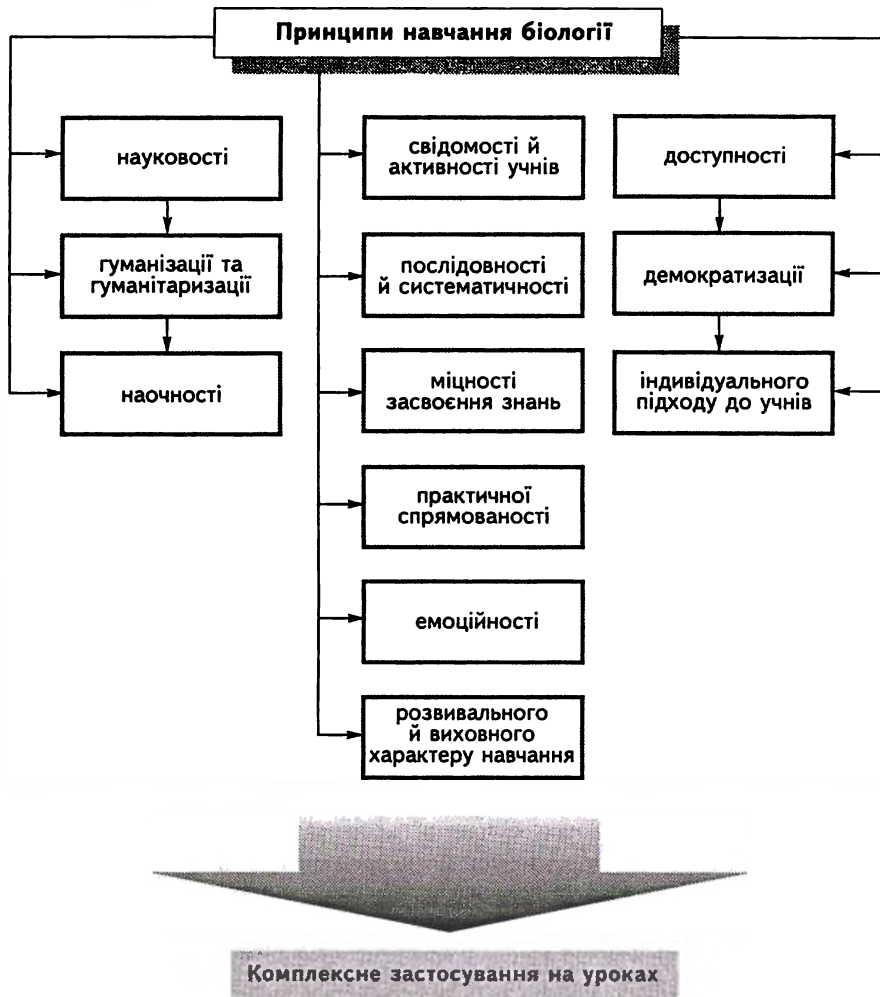 Принципи навчання біології
науковості
гуманізації та
гуманітаризації
наочності
свідомості й
активності учнів
послідовності
й систематичності
міцності
засвоєння знань
практичної
спрямованості
емоційності
розвивального
й виховного
характеру навчання
доступності
демократизації
індивідуального
підходу до учнів
Комплексне застосування на уроках